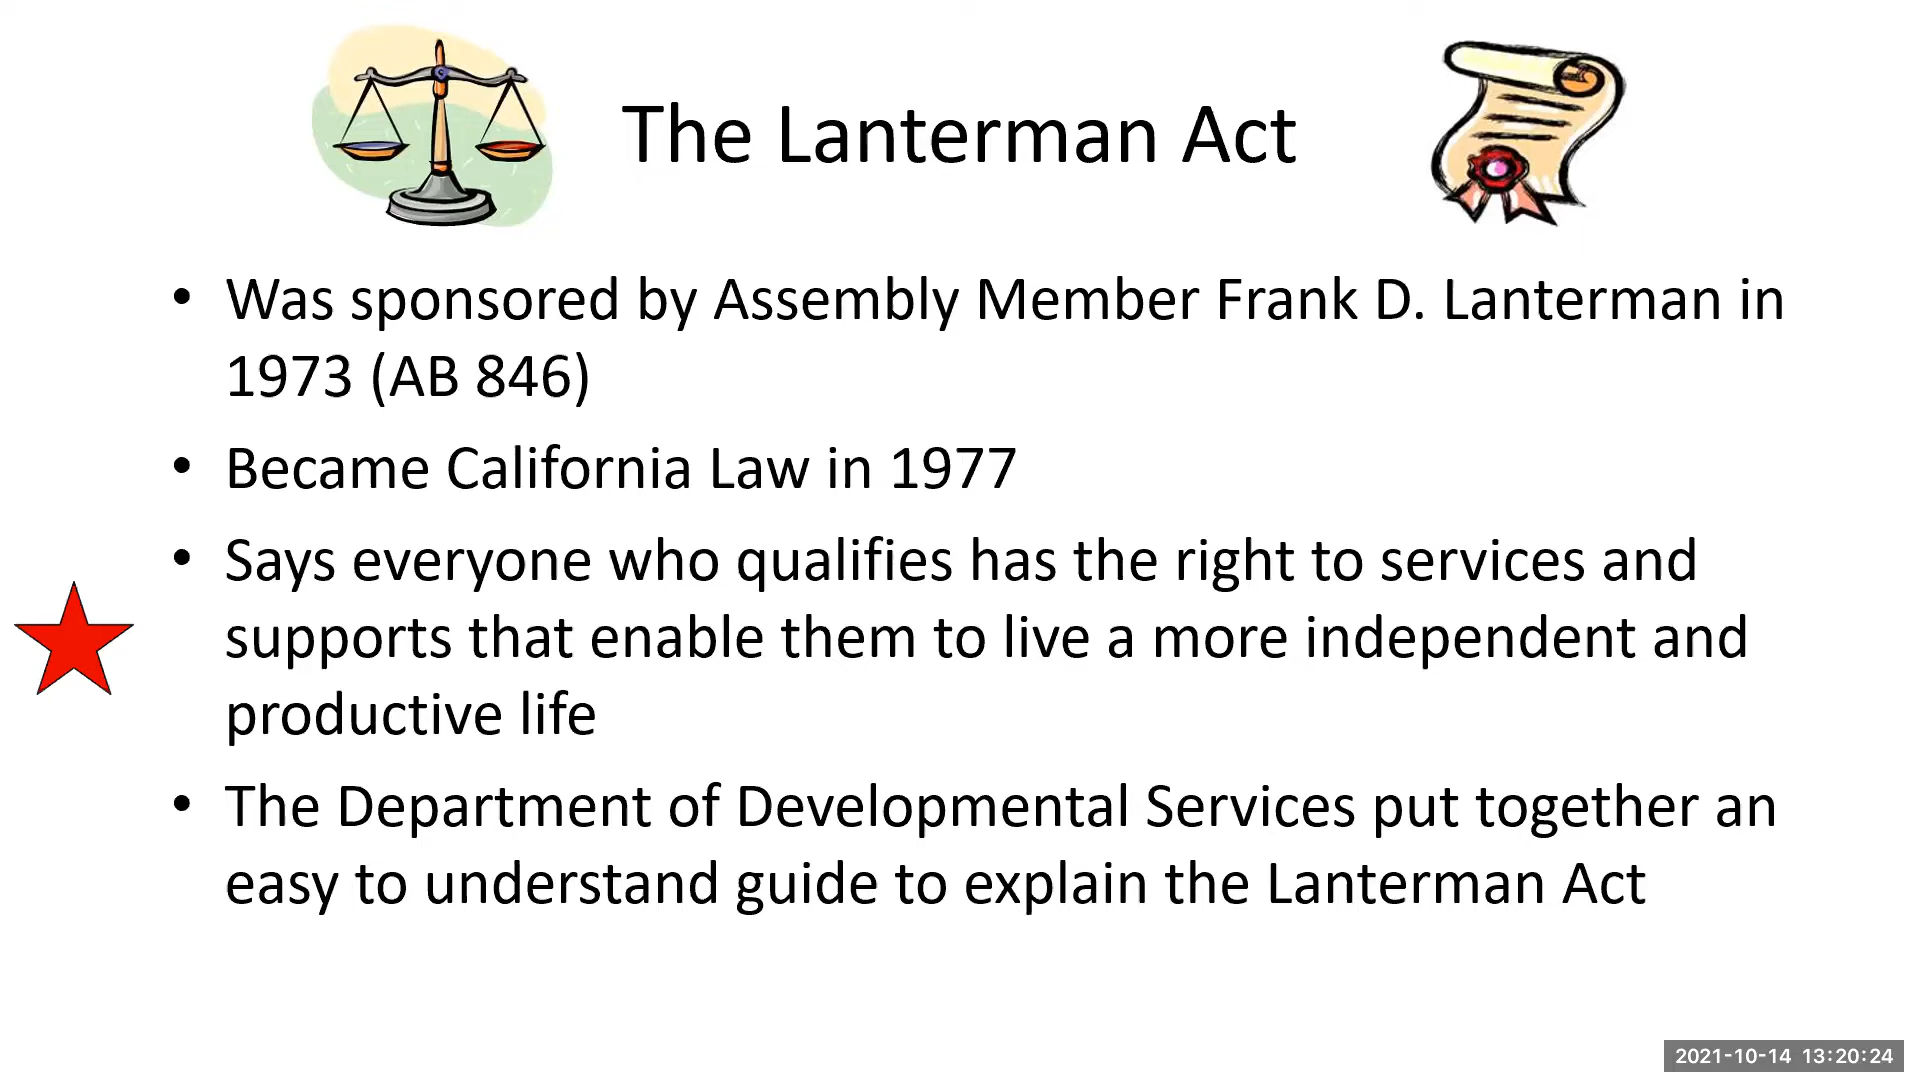 The Lanterman Act
• Was sponsored by Assembly Member Frank D. Lanterman in
1973 (AB 846)
• Became California Law in 1977
• Says everyone who qualifies has the right to services and
supports that enable them to live a more independent and
productive life
• The Department of Developmental Services put together an
easy to understand guide to explain the Lanterman Act
2021-10-14 13:20:24